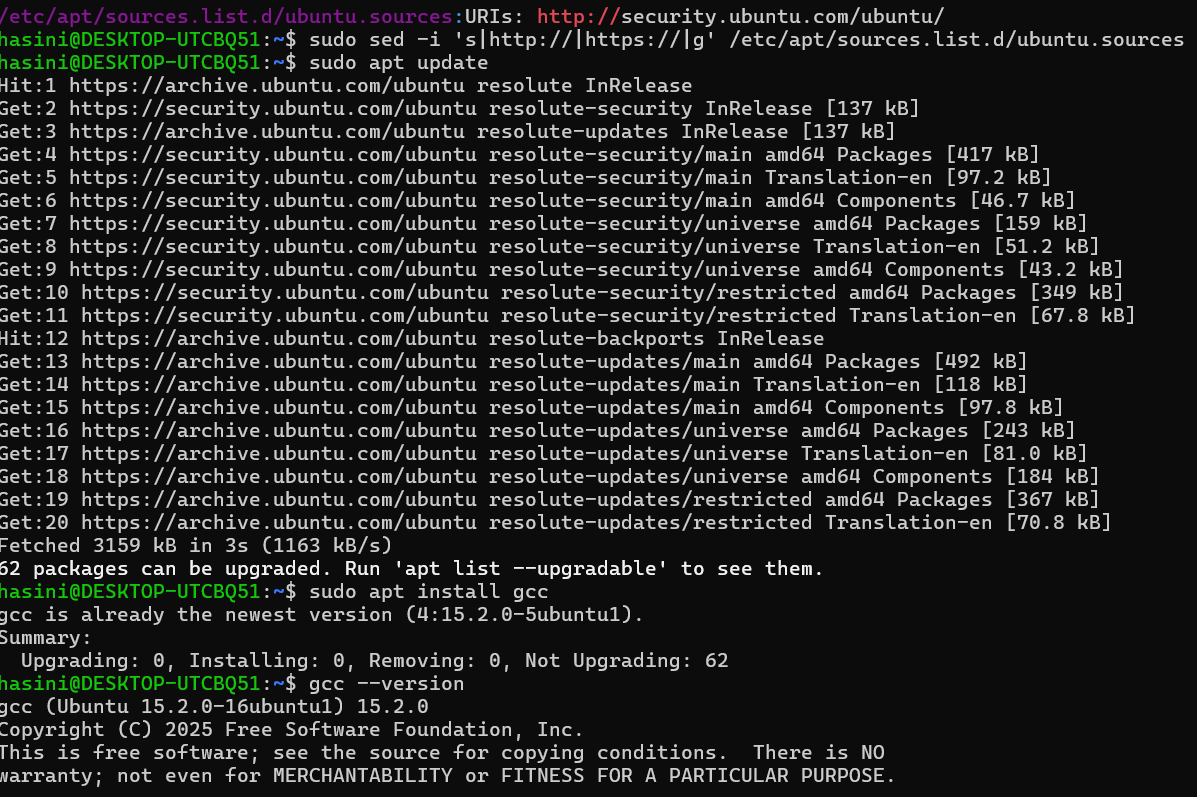 /etc/apt/sources.list.d/ubuntu.sources:URIs: http://security.ubuntu.com/ubuntu/
hasini@DESKTOP-UTCBQ51:~$ sudo sed -i 's|http://|https://|g' /etc/apt/sources.list.d/ubuntu.sources
hasini@DESKTOP-UTCBQ51:~$ sudo apt update
Hit:1 https://archive.ubuntu.com/ubuntu resolute InRelease
Get:2 https://security.ubuntu.com/ubuntu resolute-security InRelease [137 kB]
Get:3 https://archive.ubuntu.com/ubuntu resolute-updates InRelease [137 kB]
Get:4 https://security.ubuntu.com/ubuntu resolute-security/main amd64 Packages [417 kB]
Get:5 https://security.ubuntu.com/ubuntu resolute-security/main Translation-en [97.2 kB]
Get:6 https://security.ubuntu.com/ubuntu resolute-security/main amd64 Components [46.7 kB]
Get:7 https://security.ubuntu.com/ubuntu resolute-security/universe amd64 Packages [159 kB]
Get:8 https://security.ubuntu.com/ubuntu resolute-security/universe Translation-en [51.2 kB]
Get:9 https://security.ubuntu.com/ubuntu resolute-security/universe amd64 Components [43.2 kB]
Get:10 https://security.ubuntu.com/ubuntu resolute-security/restricted amd64 Packages [349 kB]
Get:11 https://security.ubuntu.com/ubuntu resolute-security/restricted Translation-en [67.8 kB]
Hit:12 https://archive.ubuntu.com/ubuntu resolute-backports InRelease
Get:13 https://archive.ubuntu.com/ubuntu resolute-updates/main amd64 Packages [492 kB]
Get:14 https://archive.ubuntu.com/ubuntu resolute-updates/main Translation-en [118 kB]
Get:15 https://archive.ubuntu.com/ubuntu resolute-updates/main amd64 Components [97.8 kB]
Get:16 https://archive.ubuntu.com/ubuntu resolute-updates/universe amd64 Packages [243 kB]
Get:17 https://archive.ubuntu.com/ubuntu resolute-updates/universe Translation-en [81.0 kB]
Get:18 https://archive.ubuntu.com/ubuntu resolute-updates/universe amd64 Components [184 kB]
Get:19 https://archive.ubuntu.com/ubuntu resolute-updates/restricted amd64 Packages [367 kB]
Get:20 https://archive.ubuntu.com/ubuntu resolute-updates/restricted Translation-en [70.8 kB]
Fetched 3159 kB in 3s (1163 kB/s)
62 packages can be upgraded. Run 'apt list --upgradable' to see them.
hasini@DESKTOP-UTCBQ51:~$ sudo apt install gcc
gcc is already the newest version (4:15.2.0-5ubuntu1).
Summary:
  Upgrading: 0, Installing: 0, Removing: 0, Not Upgrading: 62
hasini@DESKTOP-UTCBQ51:~$ gcc --version
gcc (Ubuntu 15.2.0-16ubuntu1) 15.2.0
Copyright (C) 2025 Free Software Foundation, Inc.
This is free software; see the source for copying conditions.  There is NO
warranty; not even for MERCHANTABILITY or FITNESS FOR A PARTICULAR PURPOSE.